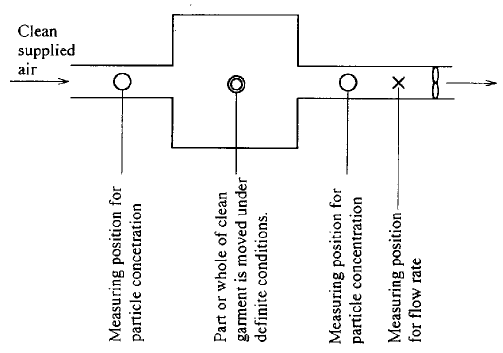 Clean
supplied
air
Measuring position for
particle concetration
Part or whole of clean
garment is moved under
definite conditions.
Measuring position for
particle concentration
Measuring position
for flow rate